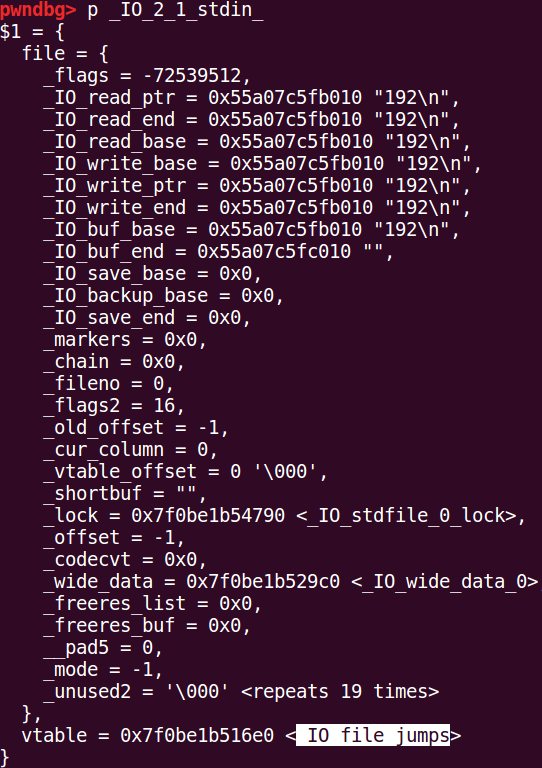 pwndbg> p _IO_2_1_stdin_
$1 = {
  file = {
    _flags = -72539512,
    _IO_read_ptr = 0x55a07c5fb010 "192\n",
    _IO_read_end = 0x55a07c5fb010 "192\n",
    _IO_read_base = 0x55a07c5fb010 "192\n",
    _IO_write_base = 0x55a07c5fb010 "192\n",
    _IO_write_ptr = 0x55a07c5fb010 "192\n",
    _IO_write_end = 0x55a07c5fb010 "192\n",
    _IO_buf_base = 0x55a07c5fb010 "192\n",
    _IO_buf_end = 0x55a07c5fc010 "",
    _IO_save_base = 0x0,
    _IO_backup_base = 0x0,
    _IO_save_end = 0x0,
    _markers = 0x0,
    _chain = 0x0,
    _fileno = 0,
    _flags2 = 16,
    _old_offset = -1,
    _cur_column = 0,
    _vtable_offset = 0 '\000',
    _shortbuf = "",
    _lock = 0x7f0be1b54790 <_IO_stdfile_0_lock>,
    _offset = -1,
    _codecvt = 0x0,
    _wide_data = 0x7f0be1b529c0 <_IO_wide_data_0>,
    _freeres_list = 0x0,
    _freeres_buf = 0x0,
    __pad5 = 0,
    _mode = -1,
    _unused2 = '\000' <repeats 19 times>
  },
  vtable = 0x7f0be1b516e0 <_IO_file_jumps>
}